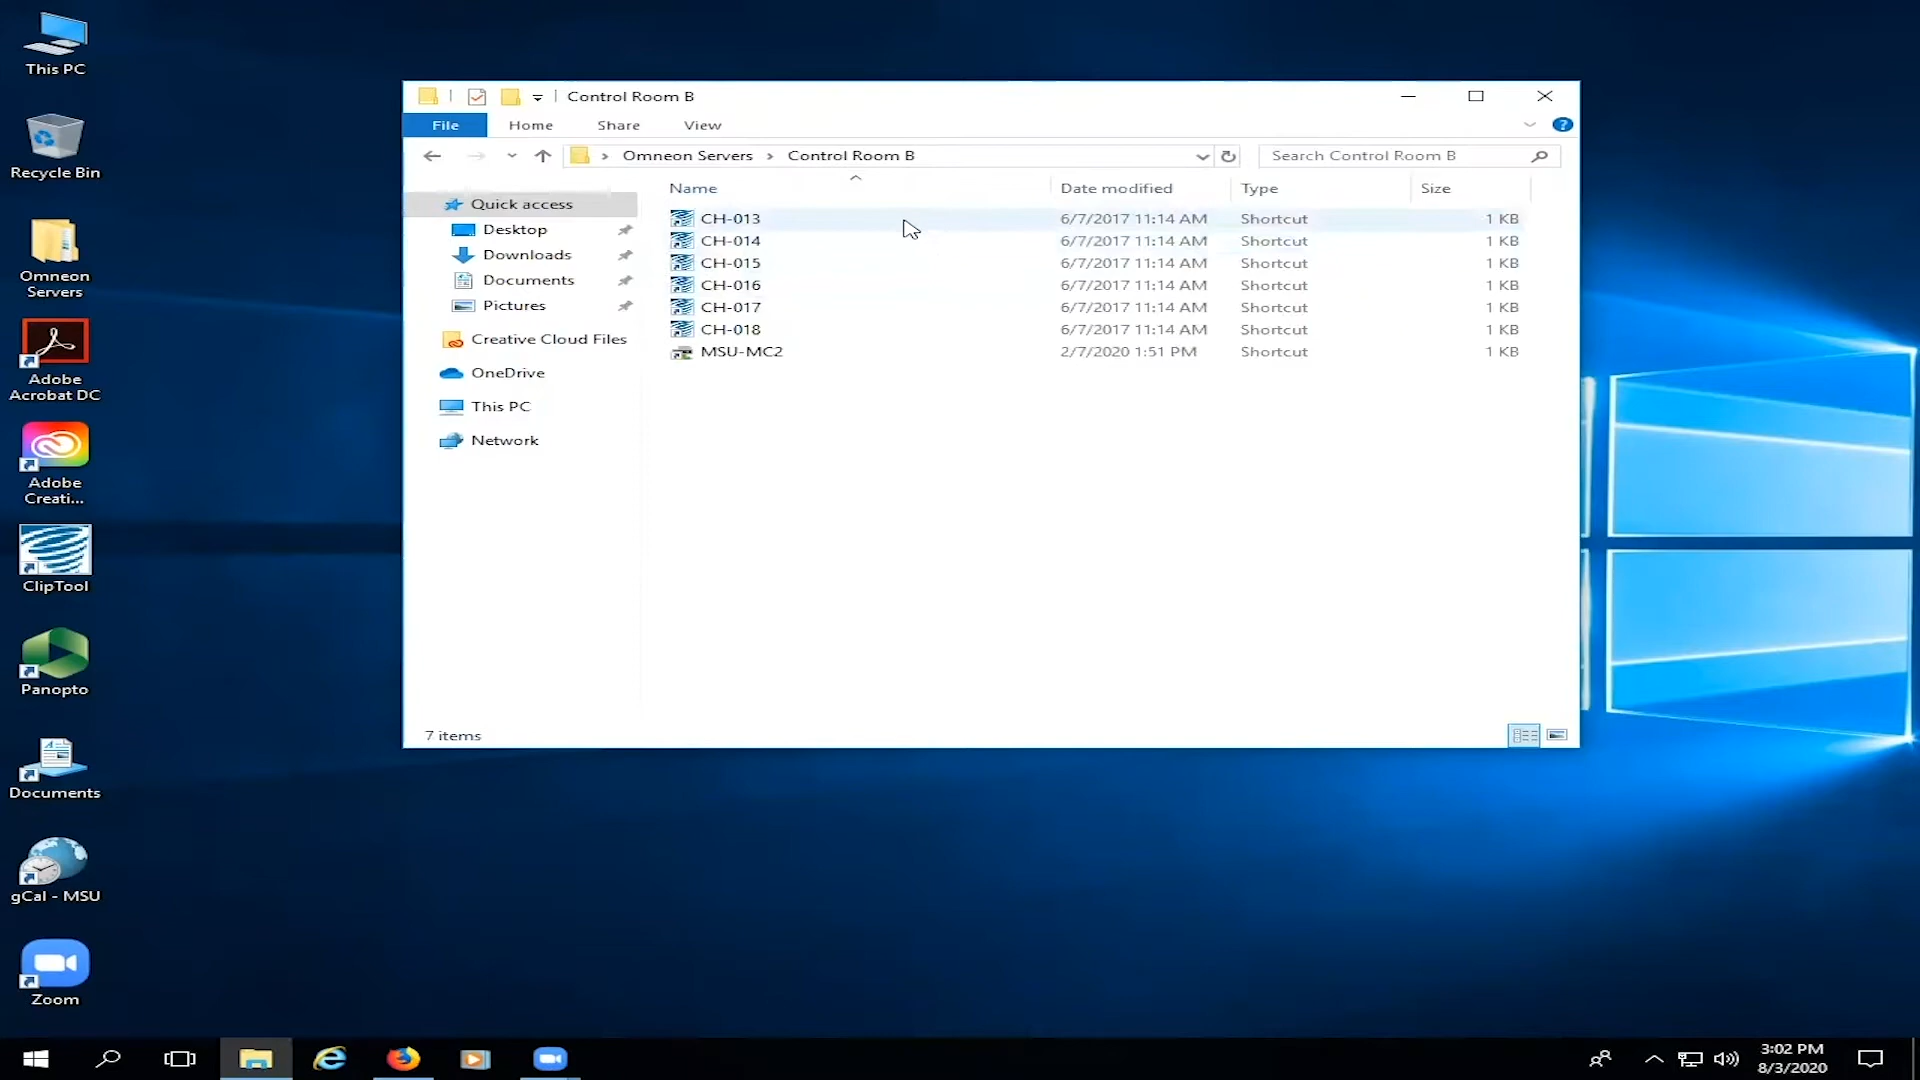 This PC
Recycle Bin
Omneon
Servers
Adobe
Acrobat DC
Adobe
Creati...
ClipTool
Panopto
Documents
gCal - MSU
Zoom
Control Room B
File Home Share View
Omneon Servers > Control Room B
Search Control Room B
Quick access
Desktop
Downloads
Documents
Pictures
Creative Cloud Files
OneDrive
This PC
Network
Name Date modified Type Size
CH-013 6/7/2017 11:14 AM Shortcut 1 KB
CH-014 6/7/2017 11:14 AM Shortcut 1 KB
CH-015 6/7/2017 11:14 AM Shortcut 1 KB
CH-016 6/7/2017 11:14 AM Shortcut 1 KB
CH-017 6/7/2017 11:14 AM Shortcut 1 KB
CH-018 6/7/2017 11:14 AM Shortcut 1 KB
MSU-MC2 2/7/2020 1:51 PM Shortcut 1 KB
7 items
3:02 PM
8/3/2020